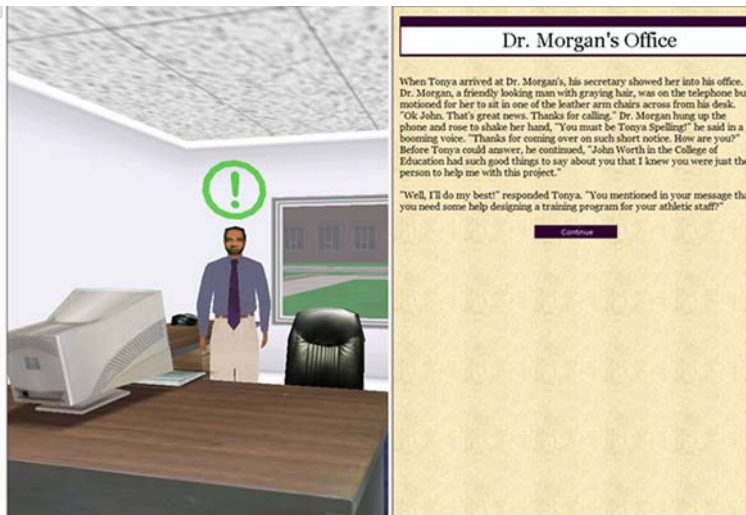 Dr. Morgan's Office
When Tonya arrived at Dr. Morgan's, his secretary showed her into his office.
Dr. Morgan, a friendly looking man with graying hair, was on the telephone bu
motioned for her to sit in one of the leather arm chairs across from his desk.
"Ok John. That's great news. Thanks for calling." Dr. Morgan hung up the
phone and rose to shake her hand, "You must be Tonya Spelling!" he said in a
booming voice. "Thanks for coming over on such short notice. How are you?"
Before Tonya could answer, he continued, "John Worth in the College of
Education had such good things to say about you that I knew you were just the
person to help me with this project."
"Well, I'll do my best!" responded Tonya. "You mentioned in your message tha
you need some help designing a training program for your athletic staff?"
Continue